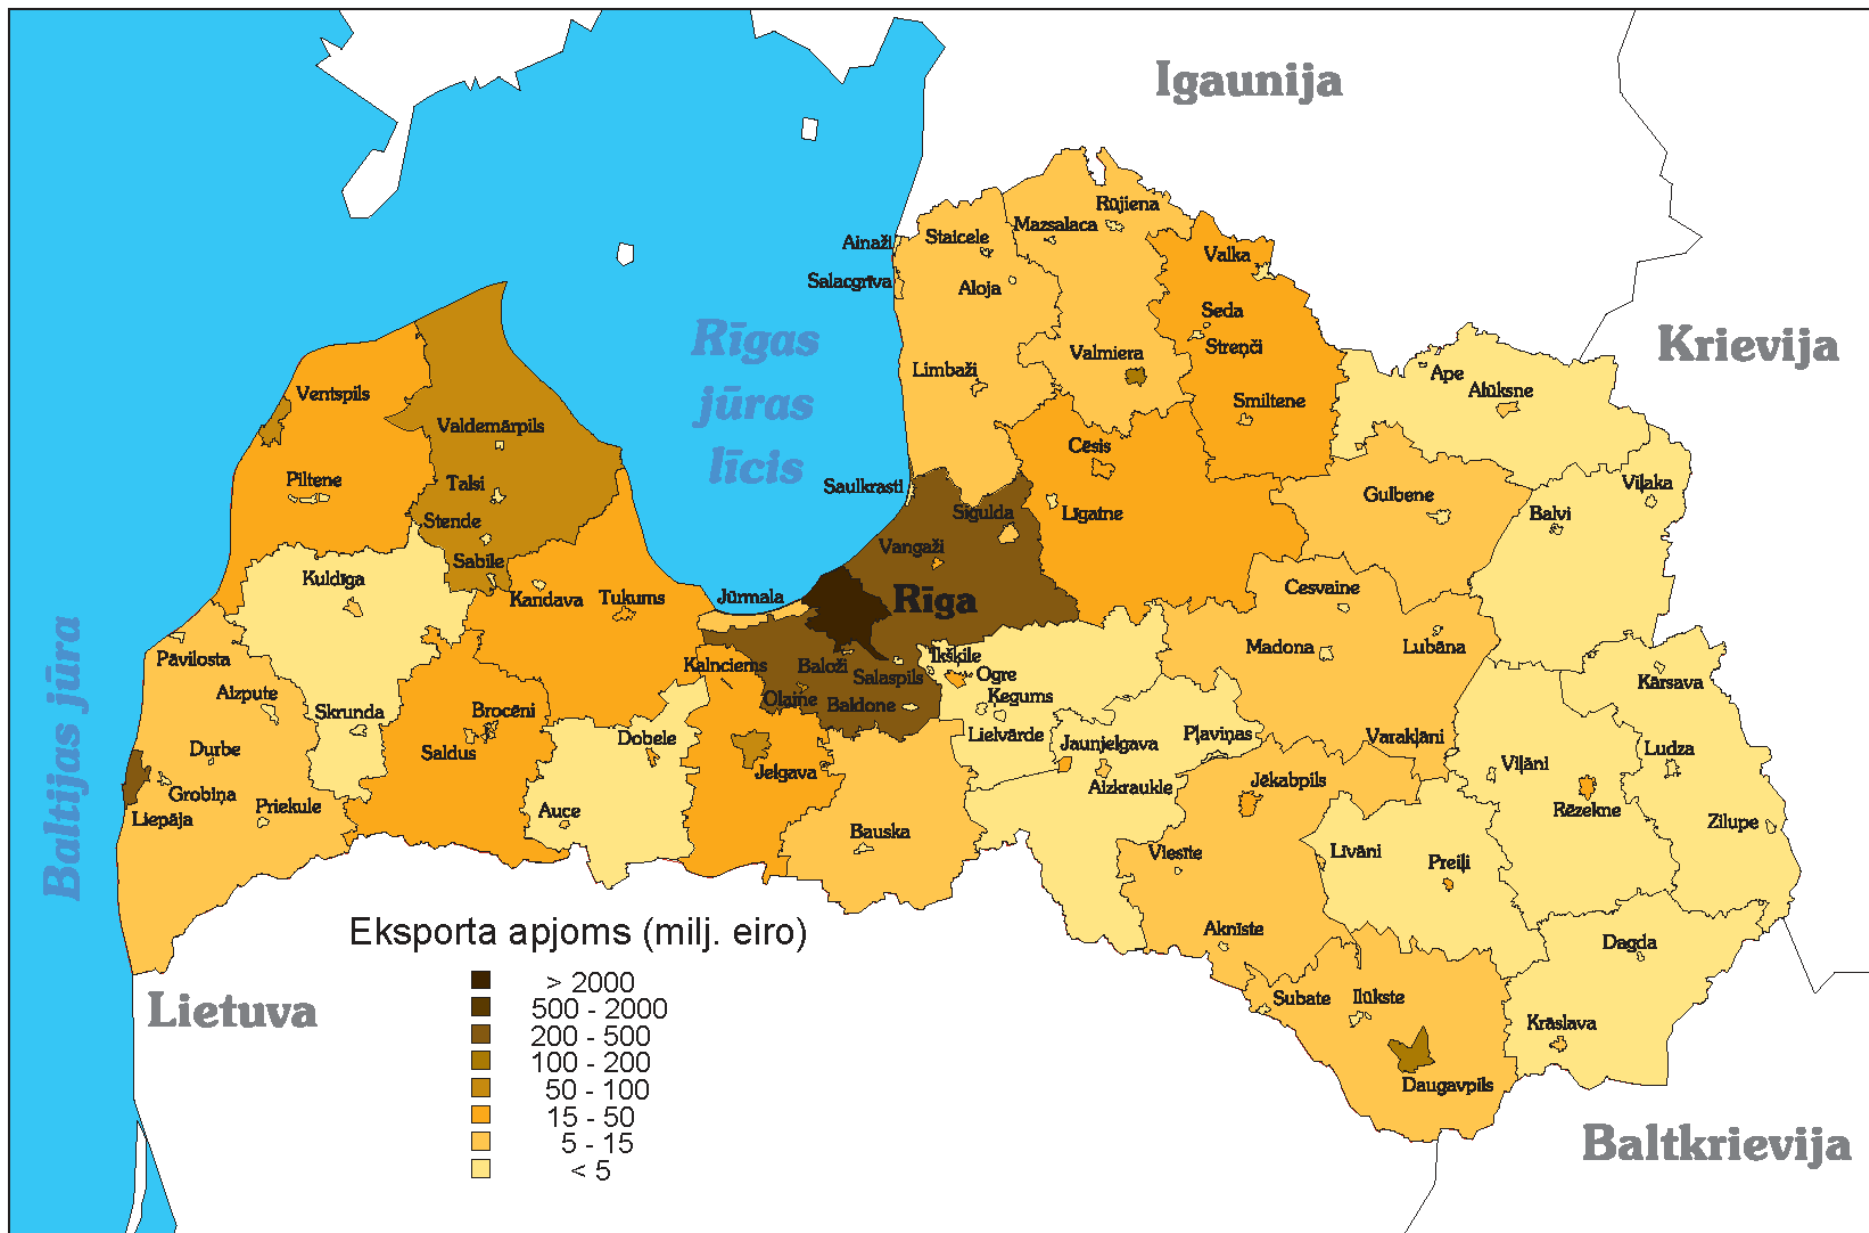 Igaunija
Rūjiena
Mazsalaca
Staicele
Ainaži
Valka
Salacgrīva
Aloja
Seda
Krievija
Rīgas
jūras
līcis
Streņči
Valmiera
Limbaži
Ape
Alūksne
Ventspils
Smiltene
Valdemārpils
Cēsis
Piltene
Talsi
Saulkrasti
Viļaka
Gulbene
Stende
Sigulda
Līgatne
Balvi
Vangaži
Sabile
Kuldīga
Cesvaine
Kandava
Tukums
Jūrmala
Rīga
Baltijas jūra
Madona
Lubāna
Pāvilosta
Kalnciems
Baloži
Ikšķile
Salaspils
Ogre
Kārsava
Aizpute
Olaine
Baldone
Ķegums
Skrunda
Brocēni
Lielvārde
Pļaviņas
Varakļāni
Durbe
Saldus
Dobele
Jaunjelgava
Ludza
Jelgava
Viļāni
Jēkabpils
Grobiņa
Aizkraukle
Priekule
Auce
Rēzekne
Liepāja
Bauska
Zilupe
Viesīte
Līvāni
Preiļi
Eksporta apjoms (milj. eiro)
Aknīste
Dagda
> 2000
500 - 2000
200 - 500
100 - 200
50 - 100
15 - 50
5 - 15
< 5
Lietuva
Subate
Ilūkste
Krāslava
Daugavpils
Baltkrievija